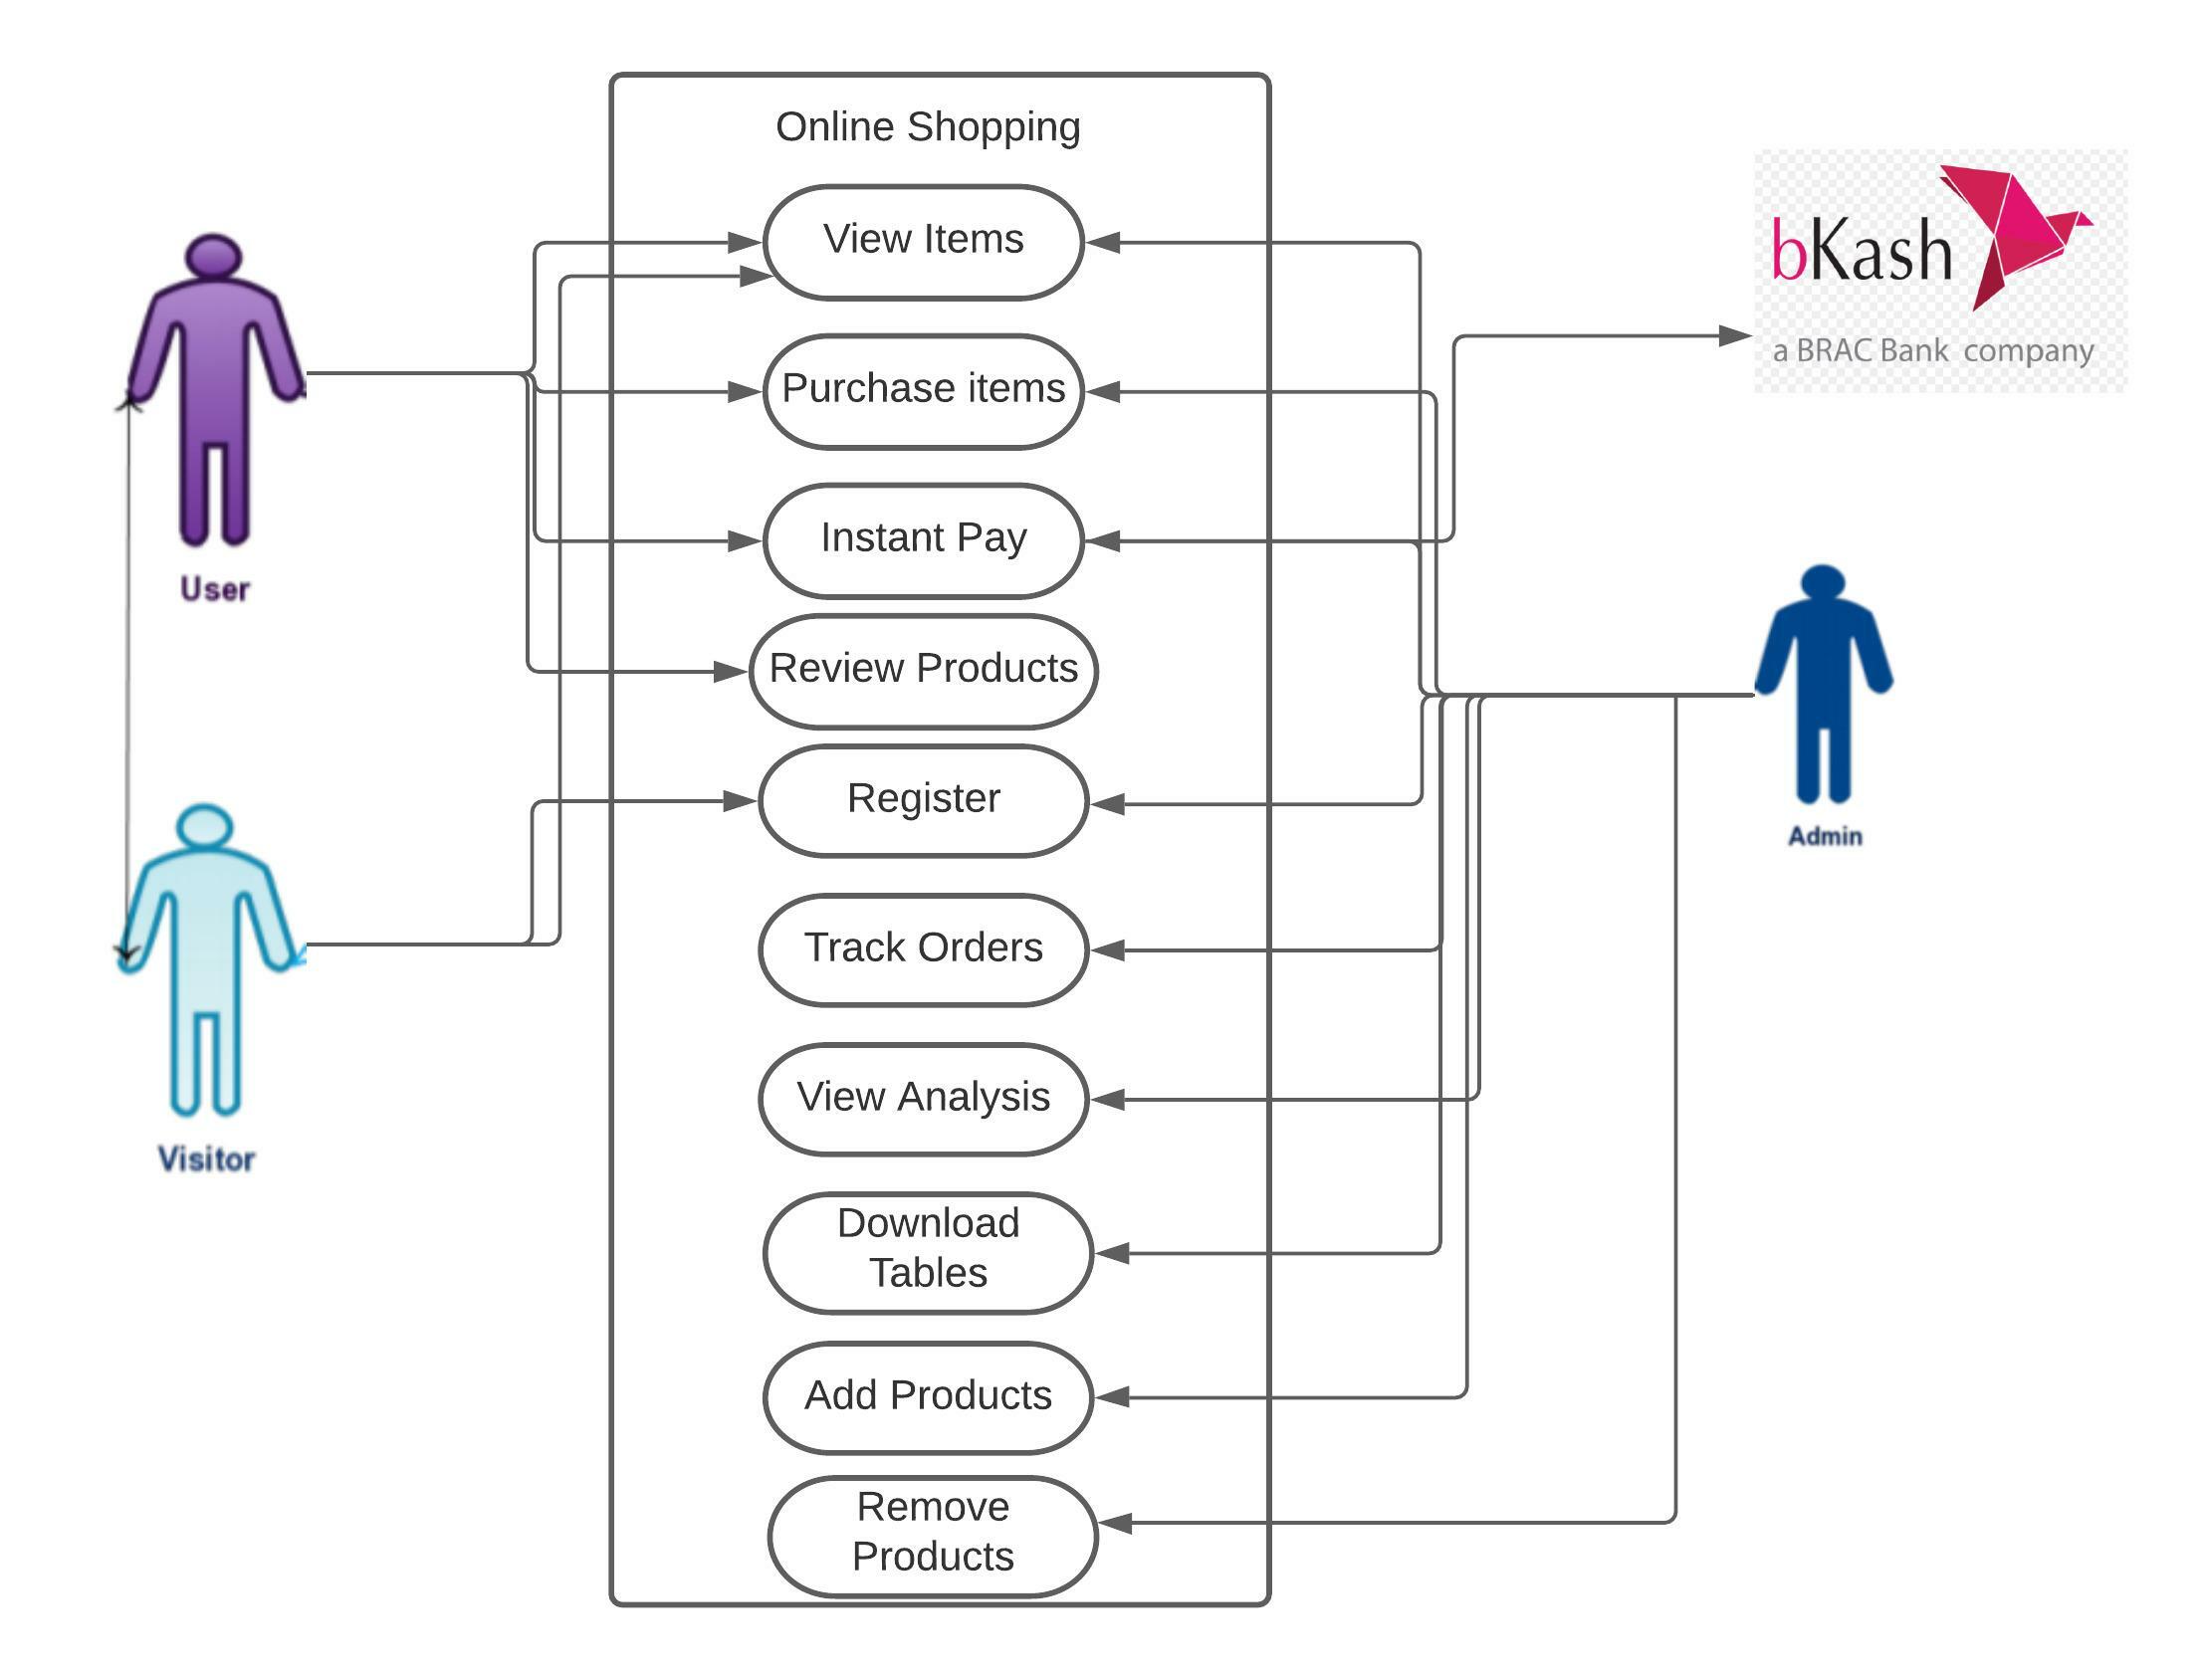 Online Shopping
View Items
Purchase items
Instant Pay
Review Products
Register
Track Orders
View Analysis
Download
Tables
Add Products
Remove
Products
User
Visitor
bKash
a BRAC Bank company
Admin